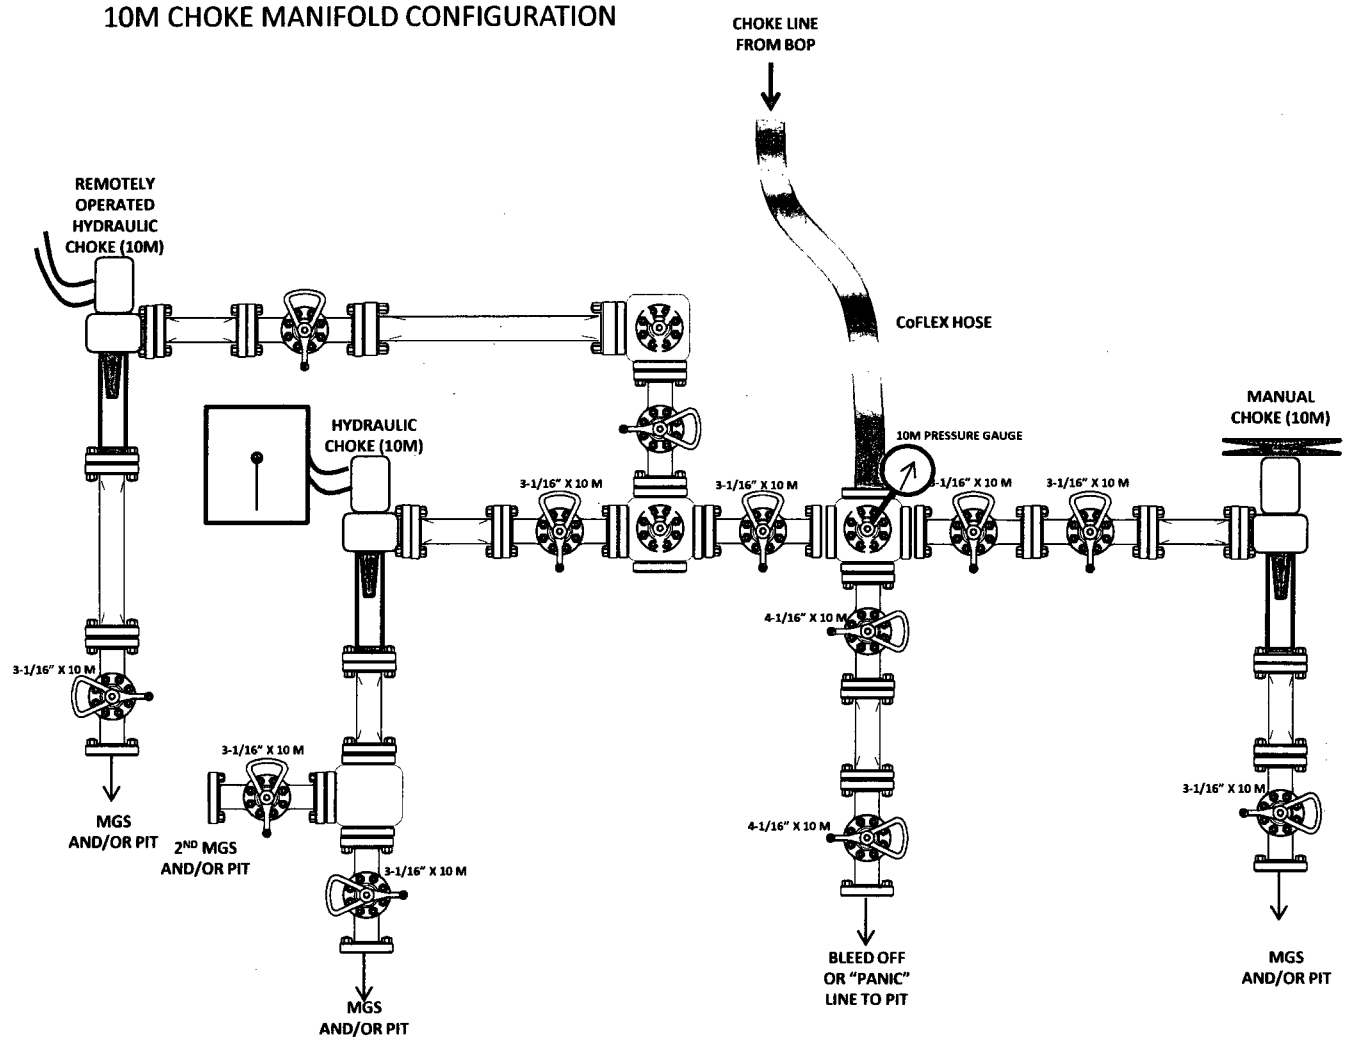 10M CHOKE MANIFOLD CONFIGURATION
CHOKE LINE
FROM BOP
REMOTELY
OPERATED
HYDRAULIC
CHOKE (10M)
CoFLEX HOSE
MANUAL
CHOKE (10M)
HYDRAULIC
CHOKE (10M)
10M PRESSURE GAUGE
3-1/16" X 10 M
3-1/16" X 10 M
3-1/16" X 10 M
3-1/16" X 10 M
4-1/16" X 10 M
3-1/16" X 10 M
3-1/16" X 10 M
3-1/16" X 10 M
4-1/16" X 10 M
MGS
AND/OR PIT
2ND MGS
AND/OR PIT
3-1/16" X 10 M
BLEED OFF
OR "PANIC"
LINE TO PIT
MGS
AND/OR PIT
MGS
AND/OR PIT